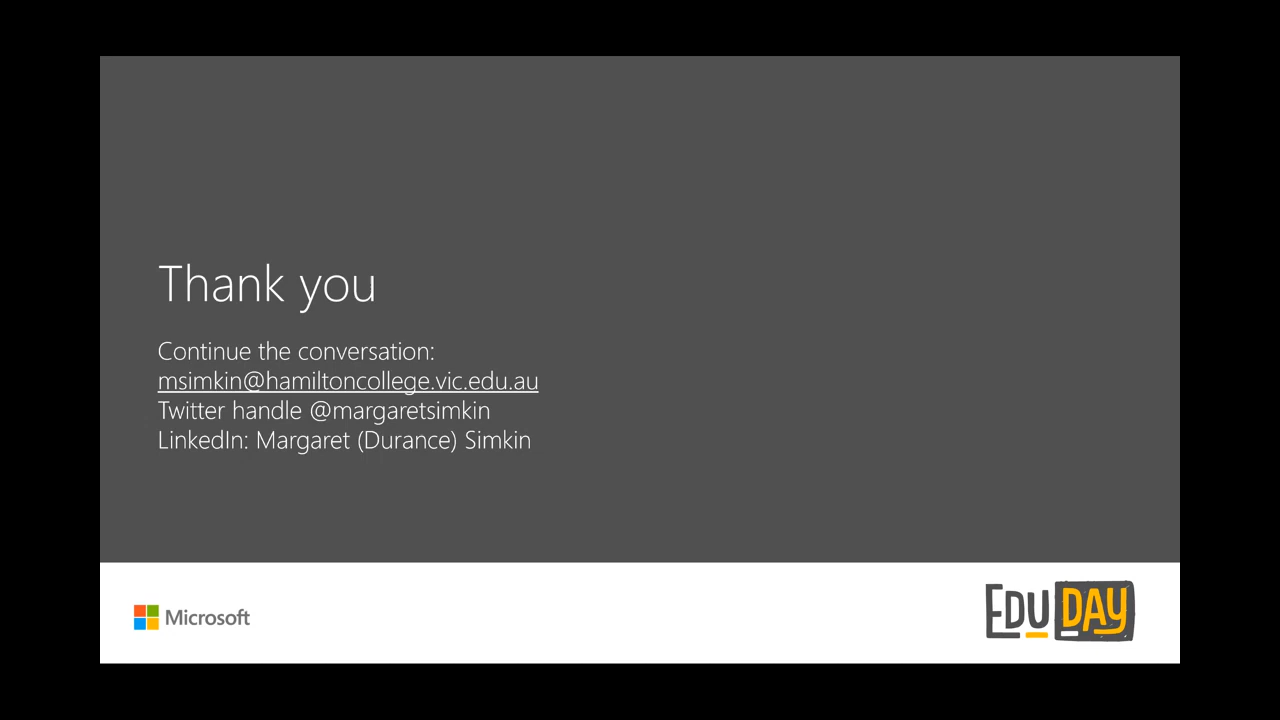 Thank you
Continue the conversation:
msimkin@hamiltoncollege.vic.edu.au
Twitter handle @margaretsimkin
LinkedIn: Margaret (Durance) Simkin
Microsoft
EDU DAY